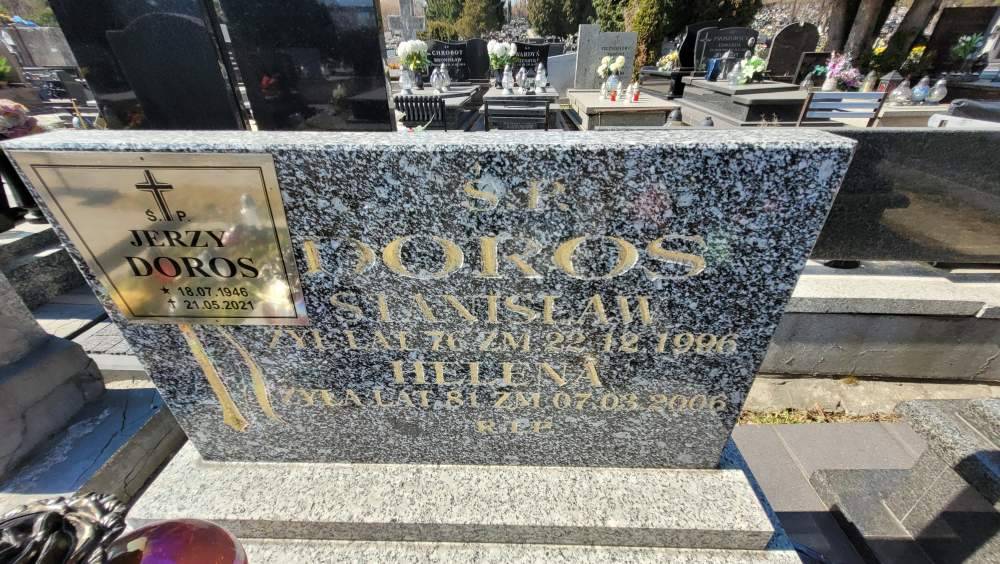 Ś. P.
JERZY
DOROS
★ 18.07.1946
✝ 21.05.2021
Ś. P.
DOROS
STANISŁAW
ŻYŁ LAT 76 ZM 22.12.1996
HELENA
ŻYŁA LAT 81 ZM 07.03.2006
R.I.P
CHROBOT